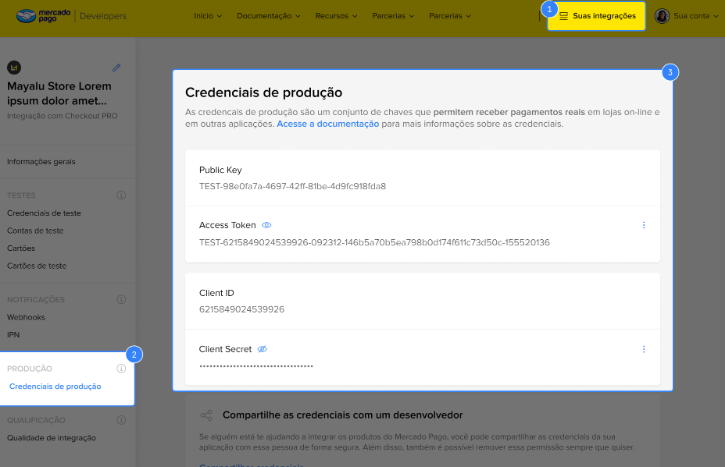 mercado
pago
Developers
Início
Documentação
Recursos
Parcerias
Parcerias
1
Suas integrações
Sua conta
Mayalu Store Lorem
ipsum dolor amet...
Integração com Checkout PRO
Informações gerais
TESTES
Credenciais de teste
Contas de teste
Cartões
Cartões de teste
NOTIFICAÇÕES
Webhooks
IPN
2
PRODUÇÃO
Credenciais de produção
QUALIFICAÇÃO
Qualidade de integração
3
Credenciais de produção
As credenciais de produção são um conjunto de chaves que permitem receber pagamentos reais em lojas on-line e
em outras aplicações. Acesse a documentação para mais informações sobre as credenciais.
Public Key
TEST-98e0fa7a-4697-42ff-81be-4d9fc918fda8
Access Token
TEST-6215849024539926-092312-146b5a70b5ea798b0d174f611c73d50c-155520136
Client ID
6215849024539926
Client Secret
Compartilhe as credenciais com um desenvolvedor
Se alguém está te ajudando a integrar os produtos do Mercado Pago, você pode compartilhar as credenciais da sua
aplicação com essa pessoa de forma segura. Além disso, também é possível remover essa permissão sempre que quiser.
Compartilhar credenciais